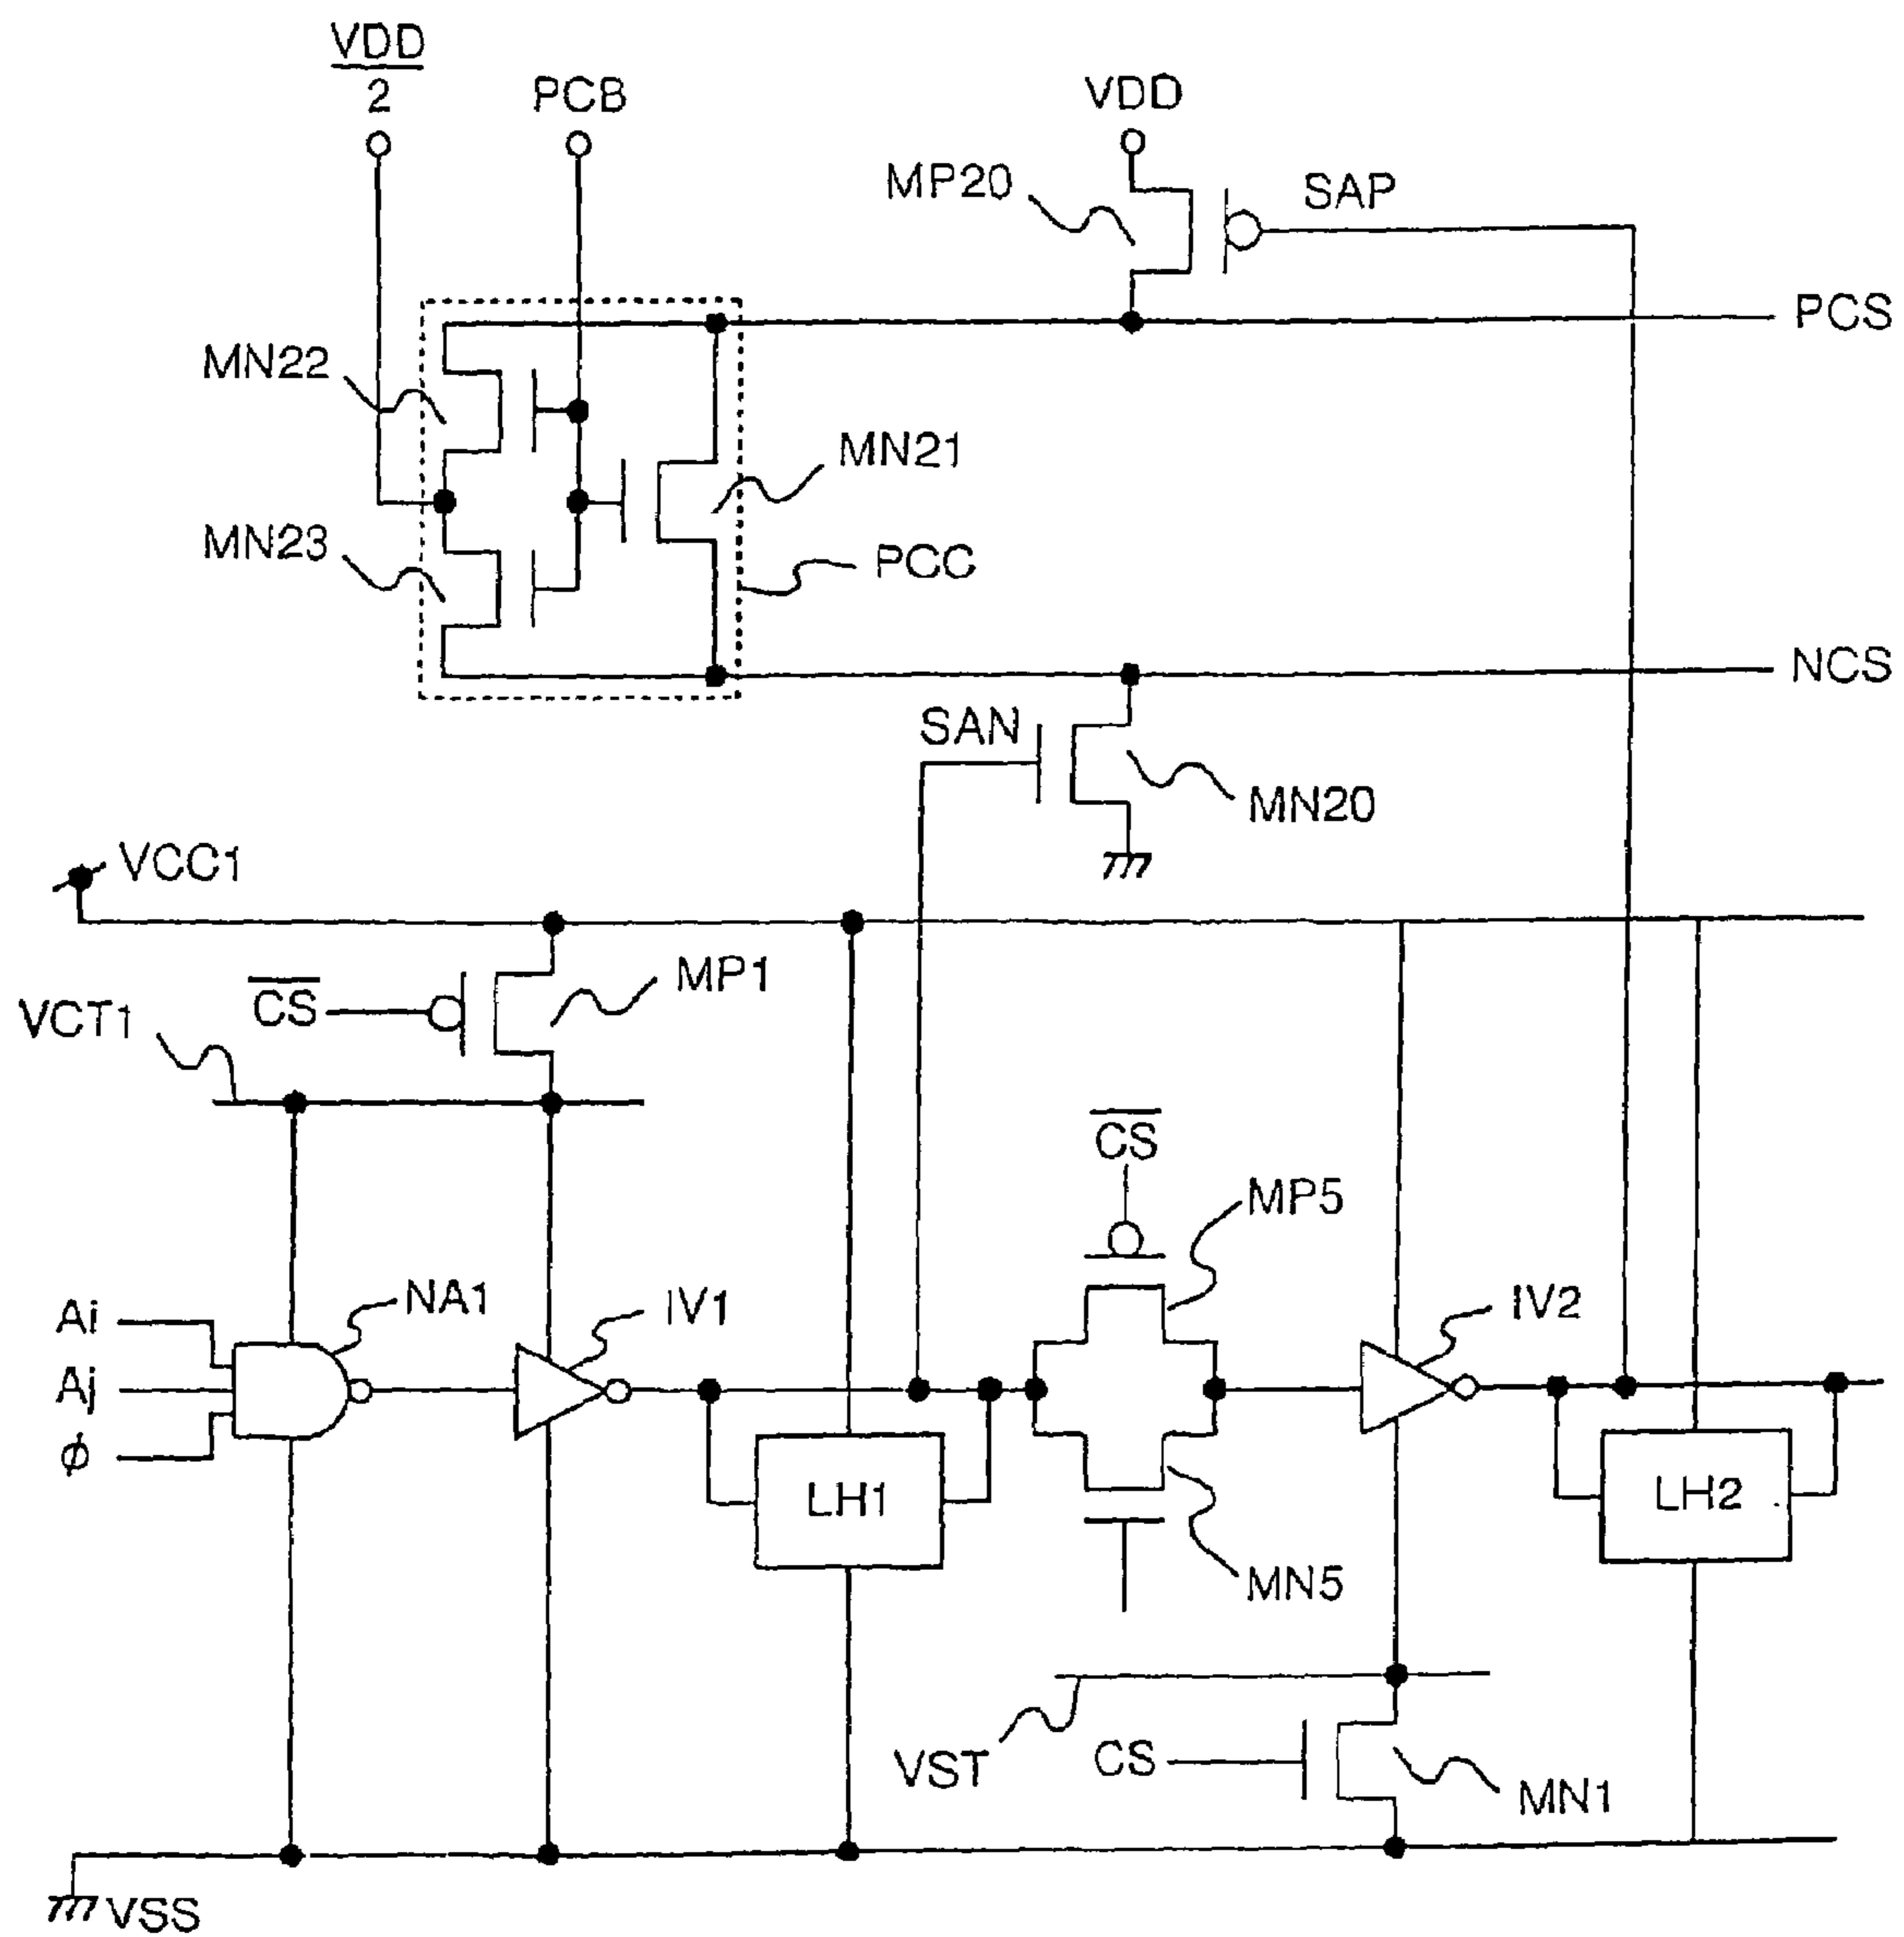 VDD
2
PCB
VDD
MP20
SAP
PCS
MN22
MN21
MN23
PCC
NCS
SAN
MN20
VCC1
CS
MP1
VCT1
CS
MP5
Ai
NA1
IV1
IV2
Aj
ϕ
LH1
LH2
MN5
VST
CS
MN1
VSS